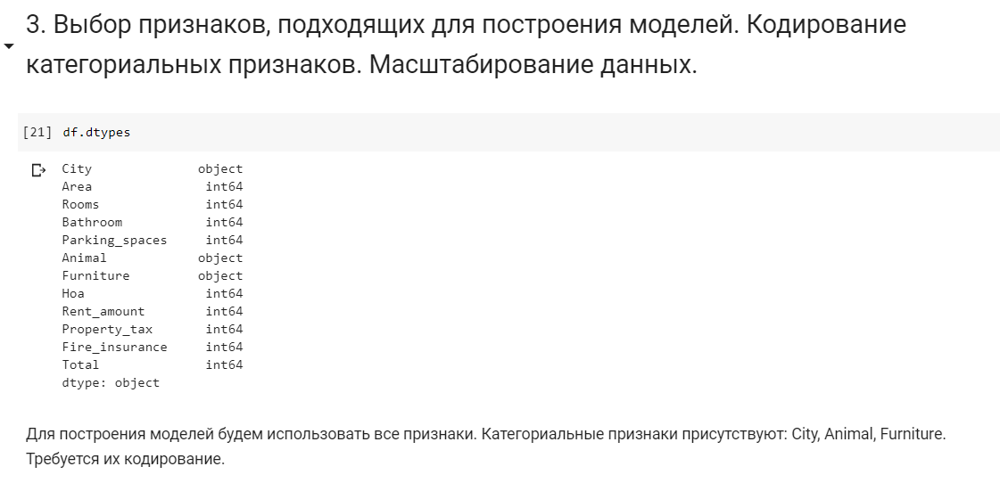 3. Выбор признаков, подходящих для построения моделей. Кодирование
категориальных признаков. Масштабирование данных.
[21] df.dtypes
City object
Area int64
Rooms int64
Bathroom int64
Parking_spaces int64
Animal object
Furniture object
Hoa int64
Rent_amount int64
Property_tax int64
Fire_insurance int64
Total int64
dtype: object
Для построения моделей будем использовать все признаки. Категориальные признаки присутствуют: City, Animal, Furniture.
Требуется их кодирование.